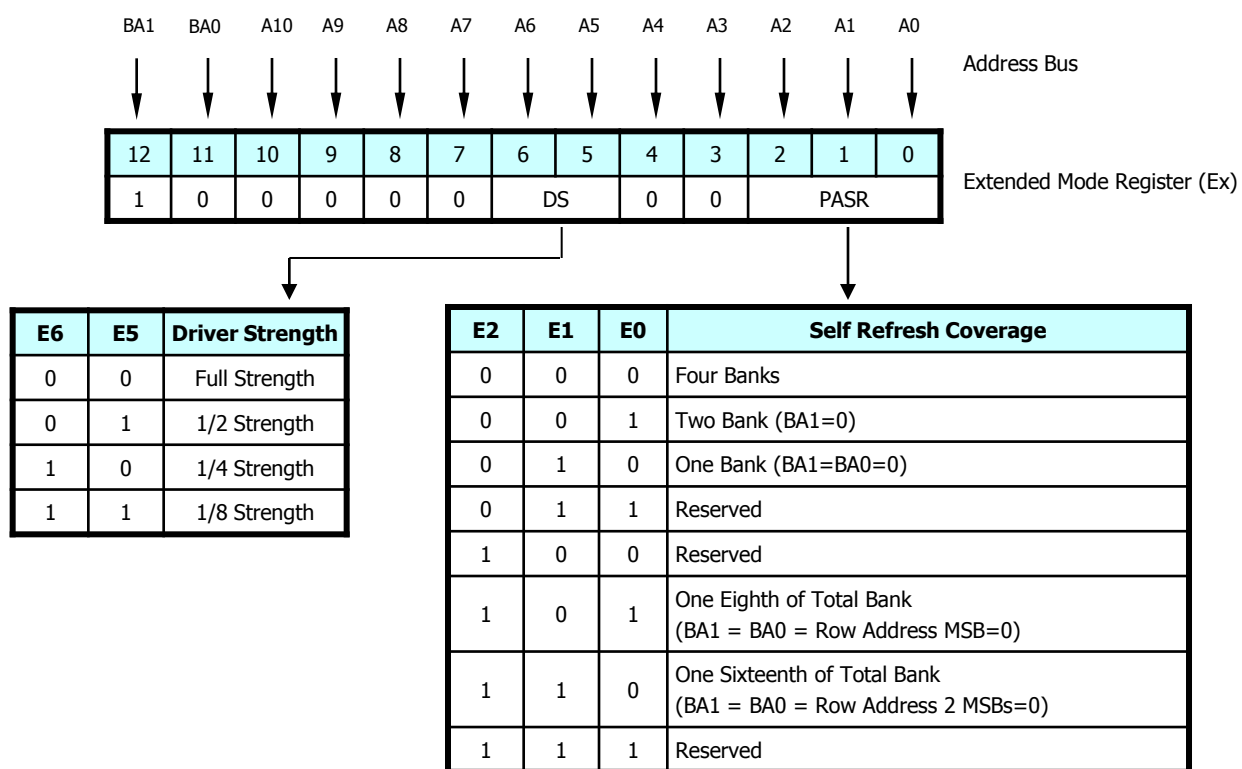 BA1 BA0 A10 A9 A8 A7 A6 A5 A4 A3 A2 A1 A0
Address Bus
12 11 10 9 8 7 6 5 4 3 2 1 0
1 0 0 0 0 0 DS 0 0 PASR
Extended Mode Register (Ex)
E6 E5 Driver Strength
0 0 Full Strength
0 1 1/2 Strength
1 0 1/4 Strength
1 1 1/8 Strength
E2 E1 E0 Self Refresh Coverage
0 0 0 Four Banks
0 0 1 Two Bank (BA1=0)
0 1 0 One Bank (BA1=BA0=0)
0 1 1 Reserved
1 0 0 Reserved
1 0 1 One Eighth of Total Bank
(BA1 = BA0 = Row Address MSB=0)
1 1 0 One Sixteenth of Total Bank
(BA1 = BA0 = Row Address 2 MSBs=0)
1 1 1 Reserved